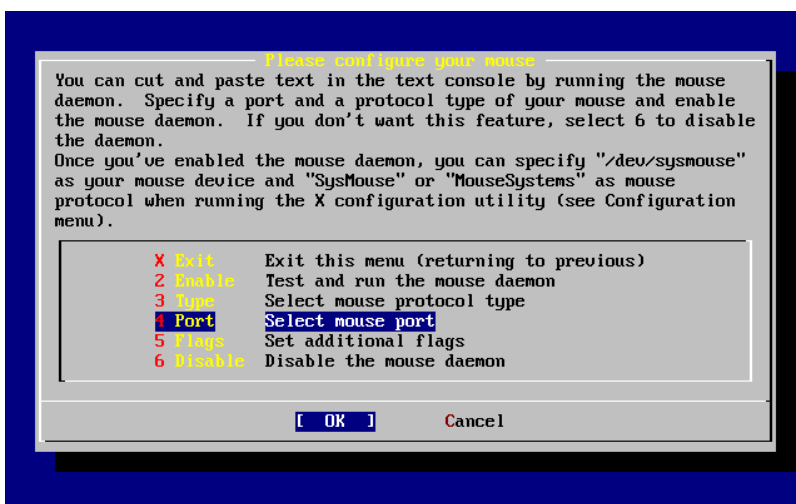 Please configure your mouse
You can cut and paste text in the text console by running the mouse
daemon.  Specify a port and a protocol type of your mouse and enable
the mouse daemon.  If you don't want this feature, select 6 to disable
the daemon.
Once you've enabled the mouse daemon, you can specify "/dev/sysmouse"
as your mouse device and "SysMouse" or "MouseSystems" as mouse
protocol when running the X configuration utility (see Configuration
menu).
X Exit Exit this menu (returning to previous)
2 Enable Test and run the mouse daemon
3 Type Select mouse protocol type
4 Port Select mouse port
5 Flags Set additional flags
6 Disable Disable the mouse daemon
[ OK ] Cancel